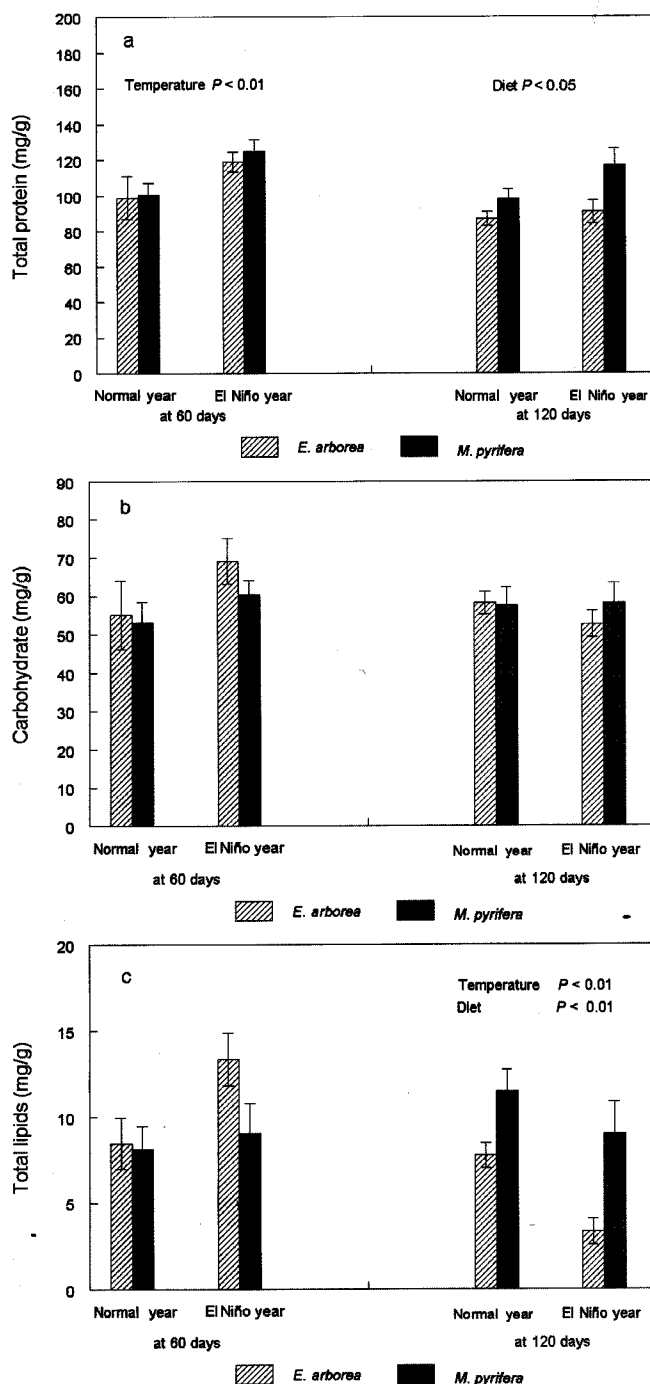 a
Temperature P < 0.01
Diet P < 0.05
Total protein (mg/g)
200
180
160
140
120
100
80
60
40
20
0
Normal year
El Niño year
Normal year
El Niño year
at 60 days
at 120 days
E. arborea
M. pyrifera
b
Carbohydrate (mg/g)
90
80
70
60
50
40
30
20
10
0
Normal year
El Niño year
Normal year
El Niño year
at 60 days
at 120 days
E. arborea
M. pyrifera
c
Temperature P < 0.01
Diet P < 0.01
Total lipids (mg/g)
20
15
10
5
0
Normal year
El Niño year
Normal year
El Niño year
at 60 days
at 120 days
E. arborea
M. pyrifera